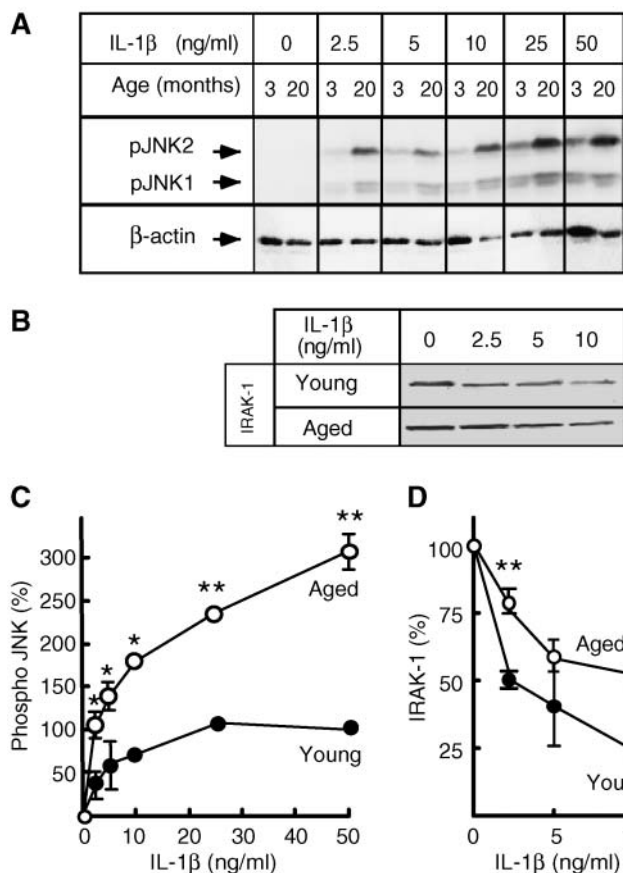 A
IL-1β (ng/ml) 0 2.5 5 10 25 50
Age (months) 3 20 3 20 3 20 3 20 3 20 3 20
pJNK2
pJNK1
β-actin
B
IL-1β
(ng/ml) 0 2.5 5 10
IRAK-1
Young
Aged
C
Phospho JNK (%)
300
250
200
150
100
50
0 10 20 30 40 50
IL-1β (ng/ml)
* * * ** **
Aged
Young
D
IRAK-1 (%)
100
75
50
25
0 5
IL-1β (ng/ml)
**
Aged
You